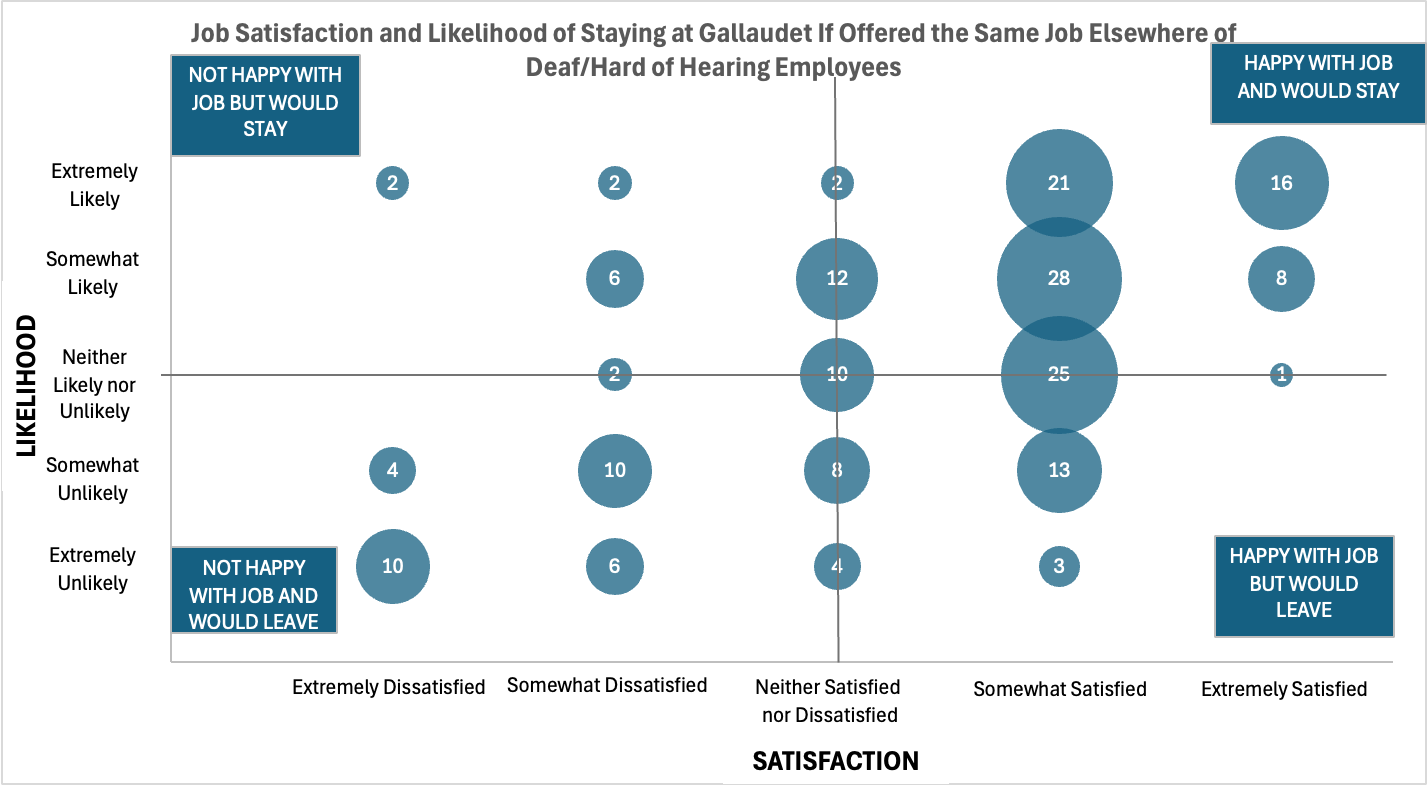 Job Satisfaction and Likelihood of Staying at Gallaudet If Offered the Same Job Elsewhere of
Deaf/Hard of Hearing Employees
NOT HAPPY WITH
JOB BUT WOULD
STAY
HAPPY WITH JOB
AND WOULD STAY
Extremely
Likely
2
2
2
21
16
Somewhat
Likely
6
12
28
8
LIKELIHOOD
Neither
Likely nor
Unlikely
2
10
25
1
Somewhat
Unlikely
4
10
8
13
Extremely
Unlikely
10
6
4
3
NOT HAPPY
WITH JOB AND
WOULD LEAVE
HAPPY WITH JOB
BUT WOULD
LEAVE
Extremely Dissatisfied
Somewhat Dissatisfied
Neither Satisfied
nor Dissatisfied
Somewhat Satisfied
Extremely Satisfied
SATISFACTION